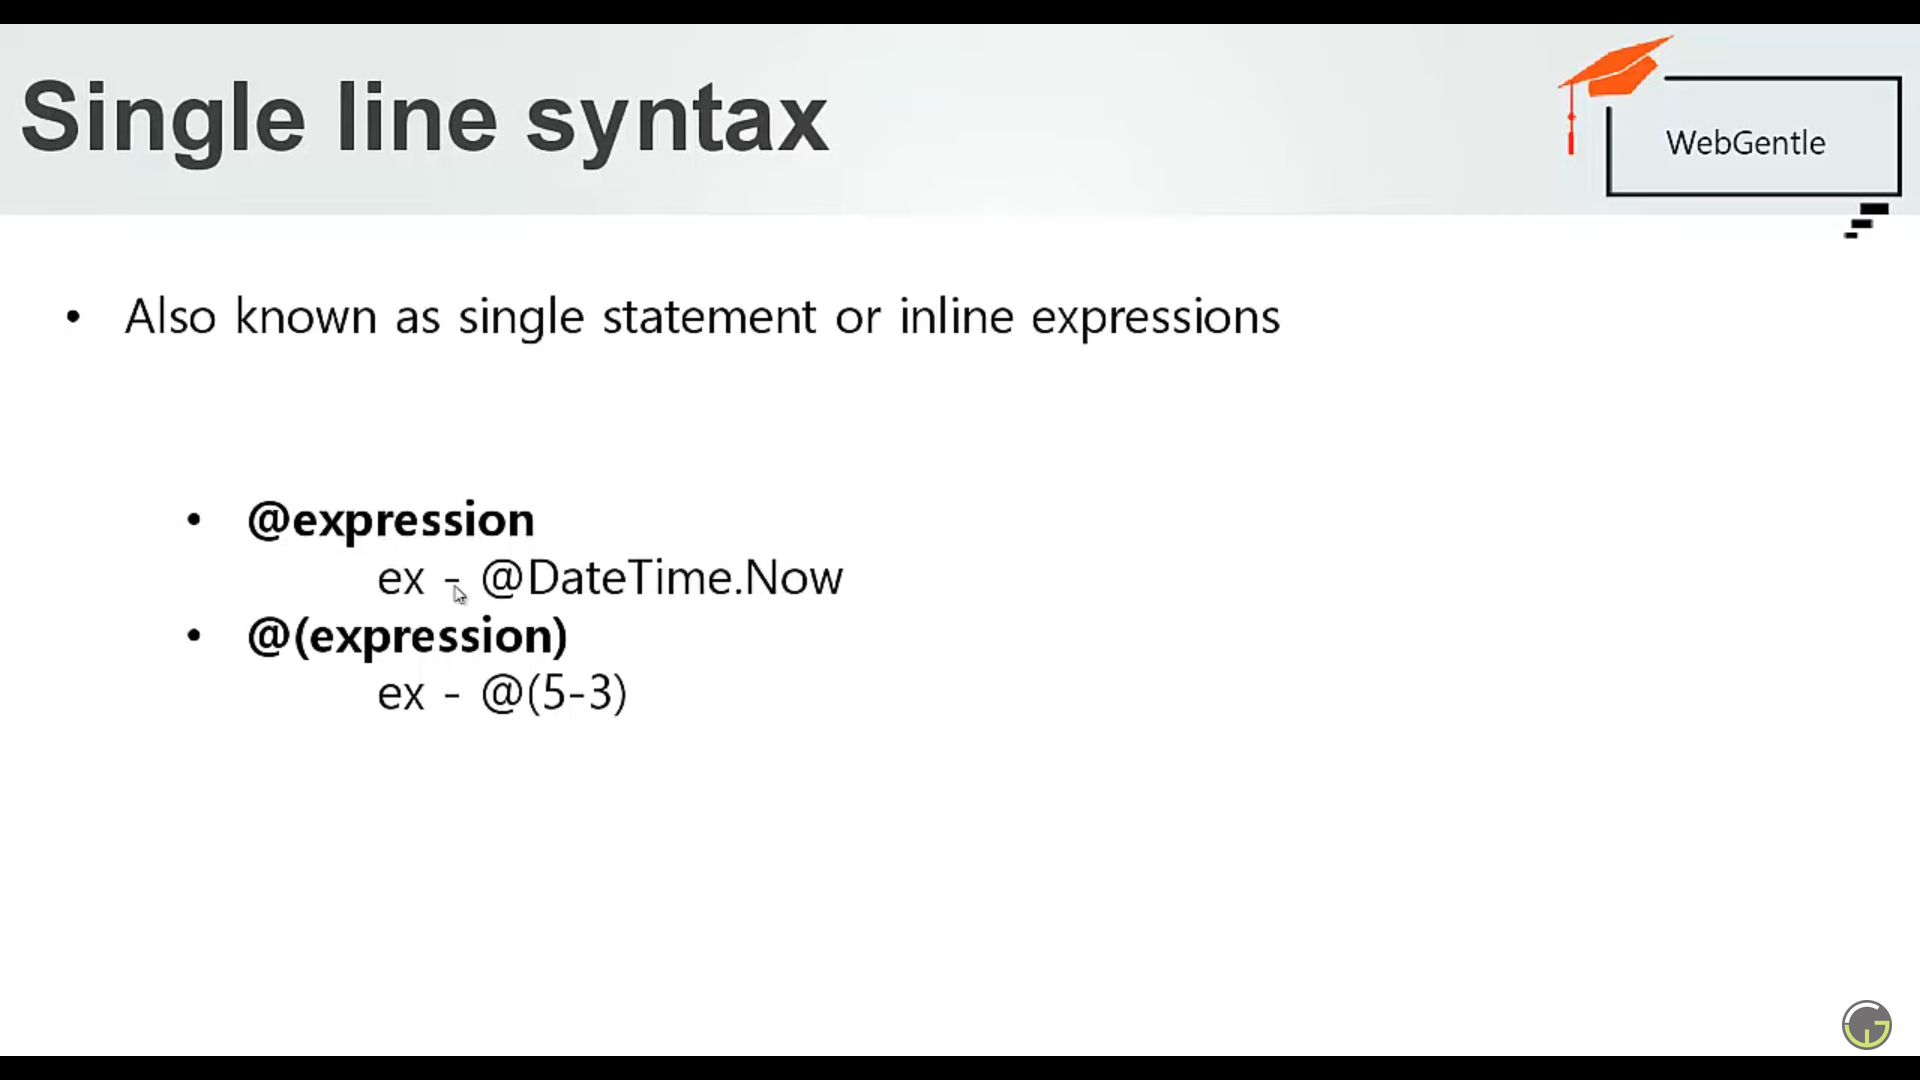 Single line syntax
WebGentle
• Also known as single statement or inline expressions
• @expression
ex - @DateTime.Now
• @(expression)
ex - @(5-3)